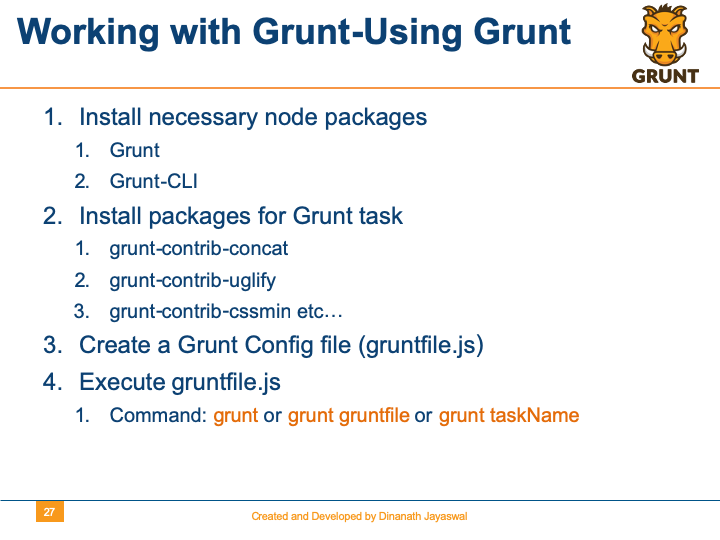 Working with Grunt-Using Grunt
GRUNT
1. Install necessary node packages
1. Grunt
2. Grunt-CLI
2. Install packages for Grunt task
1. grunt-contrib-concat
2. grunt-contrib-uglify
3. grunt-contrib-cssmin etc…
3. Create a Grunt Config file (gruntfile.js)
4. Execute gruntfile.js
1. Command: grunt or grunt gruntfile or grunt taskName
27
Created and Developed by Dinanath Jayaswal